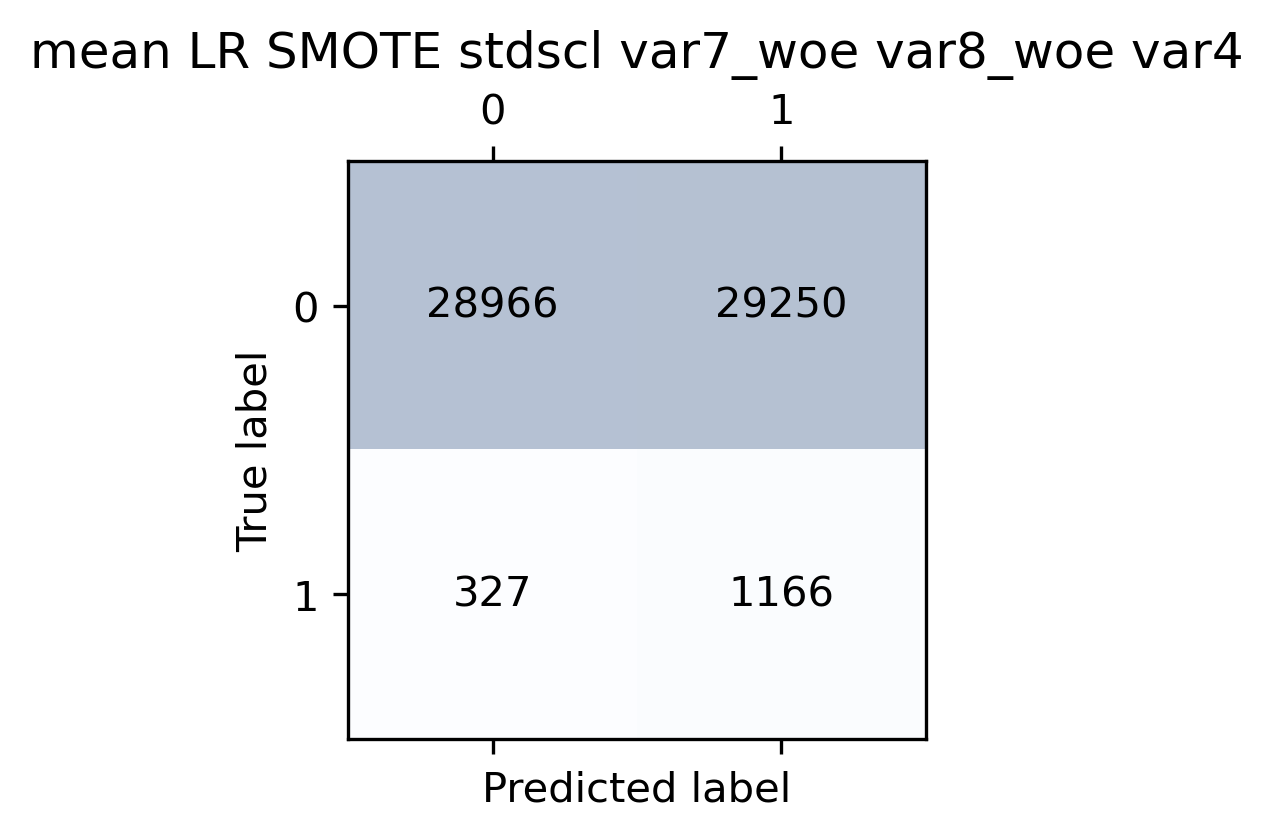 mean LR SMOTE stdscl var7_woe var8_woe var4
0 1
0 28966 29250
True label
1 327 1166
Predicted label